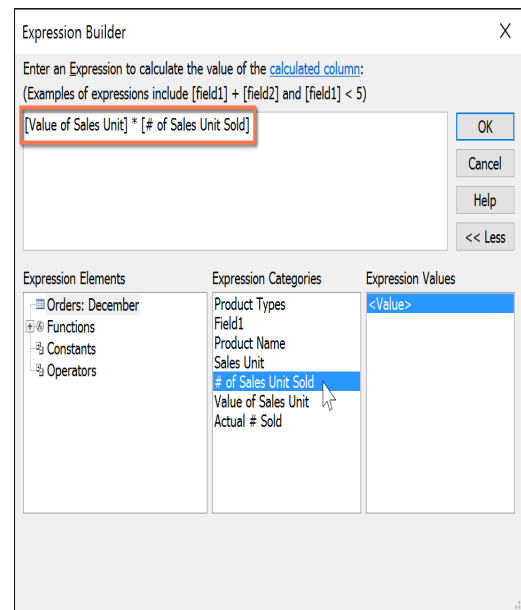 Expression Builder
X
Enter an Expression to calculate the value of the calculated column:
(Examples of expressions include [field1] + [field2] and [field1] < 5)
[Value of Sales Unit] * [# of Sales Unit Sold]
OK
Cancel
Help
<< Less
Expression Elements
Orders: December
Functions
Constants
Operators
Expression Categories
Product Types
Field1
Product Name
Sales Unit
# of Sales Unit Sold
Value of Sales Unit
Actual # Sold
Expression Values
<Value>